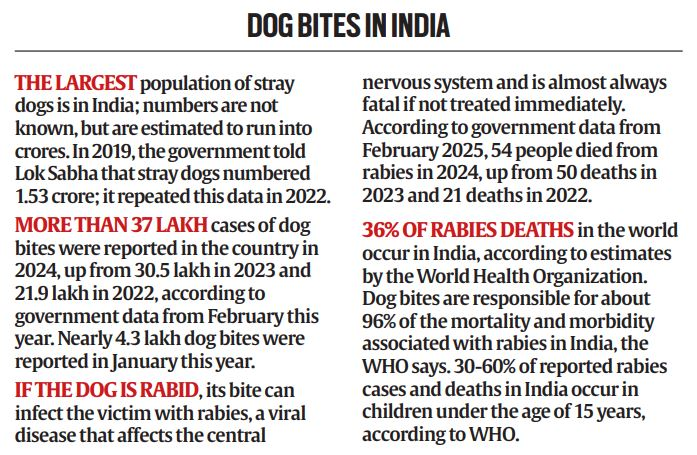 DOG BITES IN INDIA
THE LARGEST population of stray
dogs is in India; numbers are not
known, but are estimated to run into
crores. In 2019, the government told
Lok Sabha that stray dogs numbered
1.53 crore; it repeated this data in 2022.
MORE THAN 37 LAKH cases of dog
bites were reported in the country in
2024, up from 30.5 lakh in 2023 and
21.9 lakh in 2022, according to
government data from February this
year. Nearly 4.3 lakh dog bites were
reported in January this year.
IF THE DOG IS RABID, its bite can
infect the victim with rabies, a viral
disease that affects the central
nervous system and is almost always
fatal if not treated immediately.
According to government data from
February 2025, 54 people died from
rabies in 2024, up from 50 deaths in
2023 and 21 deaths in 2022.
36% OF RABIES DEATHS in the world
occur in India, according to estimates
by the World Health Organization.
Dog bites are responsible for about
96% of the mortality and morbidity
associated with rabies in India, the
WHO says. 30-60% of reported rabies
cases and deaths in India occur in
children under the age of 15 years,
according to WHO.